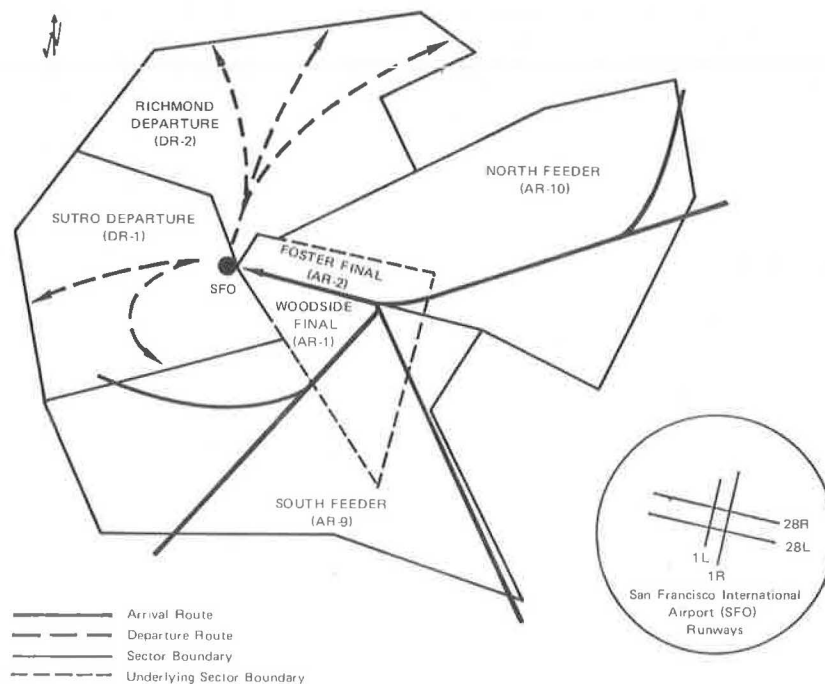 N
RICHMOND
DEPARTURE
(DR-2)
NORTH FEEDER
(AR-10)
SUTRO DEPARTURE
(DR-1)
FOSTER FINAL
(AR-2)
SFO
WOODSIDE
FINAL
(AR-1)
SOUTH FEEDER
(AR-9)
28R
28L
1L
1R
San Francisco International
Airport (SFO)
Runways
Arrival Route
Departure Route
Sector Boundary
Underlying Sector Boundary